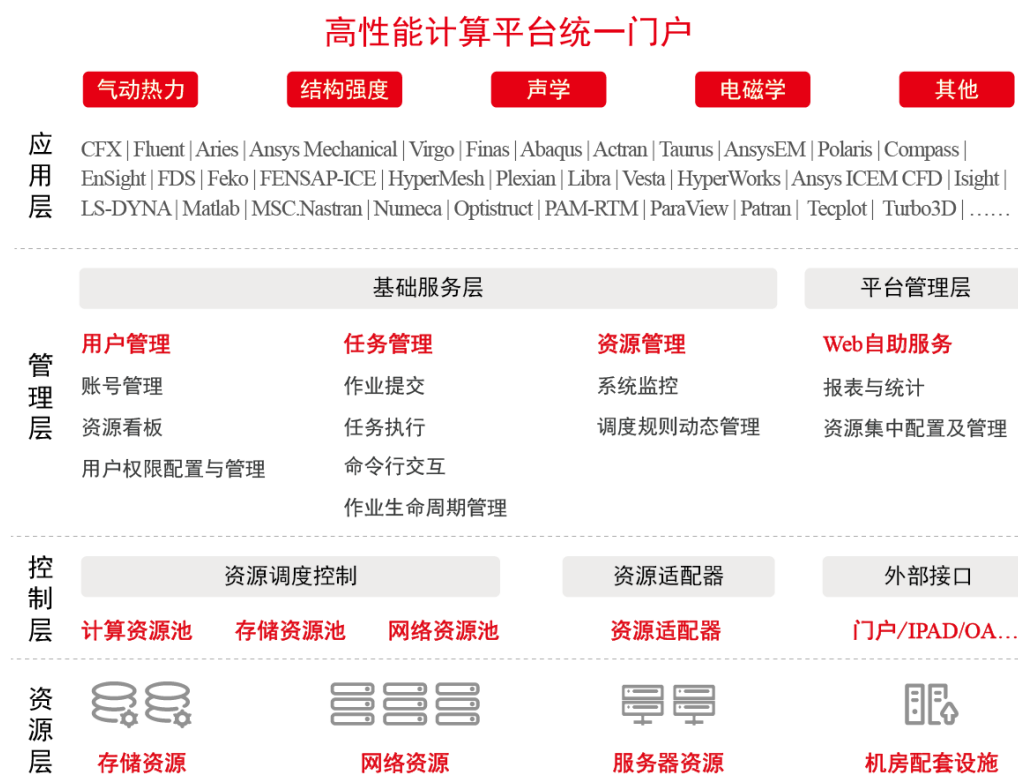 高性能计算平台统一门户
气动热力 结构强度 声学 电磁学 其他
应用层
CFX | Fluent | Aries | Ansys Mechanical | Virgo | Finas | Abaqus | Actran | Taurus | AnsysEM | Polaris | Compass |
EnSight | FDS | Feko | FENSAP-ICE | HyperMesh | Plexian | Libra | Vesta | HyperWorks | Ansys ICEM CFD | Isight |
LS-DYNA | Matlab | MSC.Nastran | Numeca | Optistruct | PAM-RTM | ParaView | Patran | Tecplot | Turbo3D | ……
管理层
基础服务层 平台管理层
用户管理 任务管理 资源管理 Web自助服务
账号管理 作业提交 系统监控 报表与统计
资源看板 任务执行 调度规则动态管理 资源集中配置及管理
用户权限配置与管理 命令行交互
作业生命周期管理
控制层
资源调度控制 资源适配器 外部接口
计算资源池 存储资源池 网络资源池 资源适配器 门户/IPAD/OA…
资源层
存储资源 网络资源 服务器资源 机房配套设施